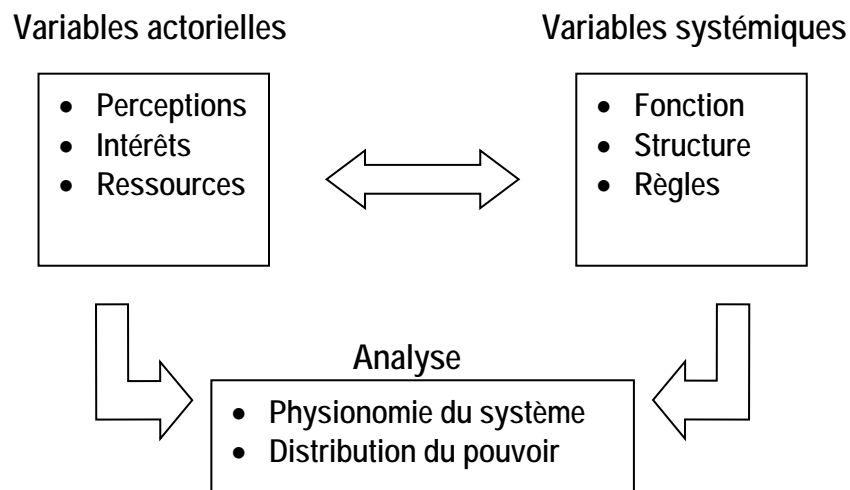 Variables actorielles
• Perceptions
• Intérêts
• Ressources
Variables systémiques
• Fonction
• Structure
• Règles
Analyse
• Physionomie du système
• Distribution du pouvoir